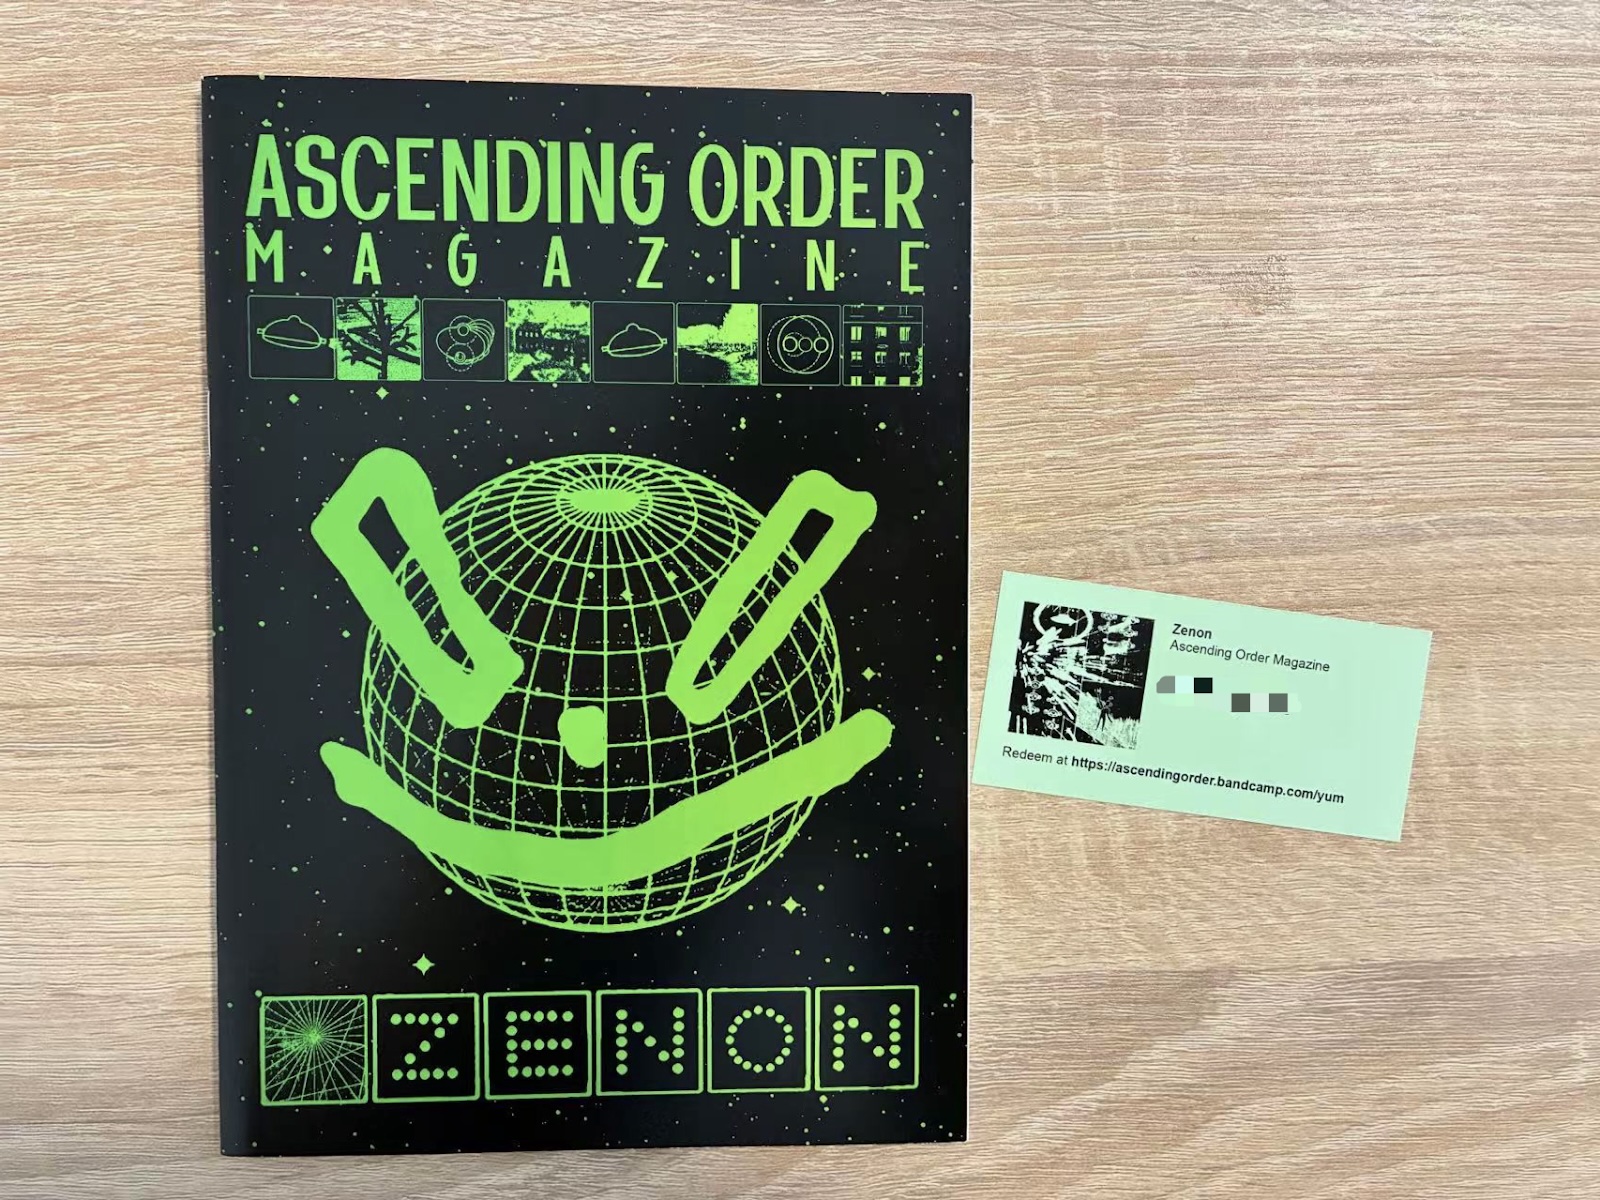 ASCENDING ORDER
MAGAZINE
ZENON
Zenon
Ascending Order Magazine
Redeem at https://ascendingorder.bandcamp.com/yum